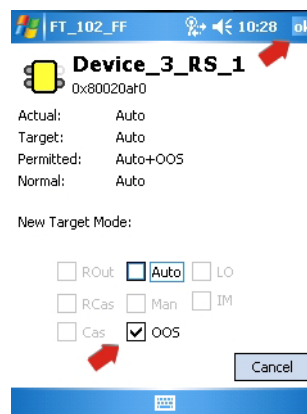 FT_102_FF 10:28 ok
Device_3_RS_1
0x80020af0
Actual: Auto
Target: Auto
Permitted: Auto+OOS
Normal: Auto
New Target Mode:
ROut Auto LO
RCas Man IM
Cas OOS
Cancel